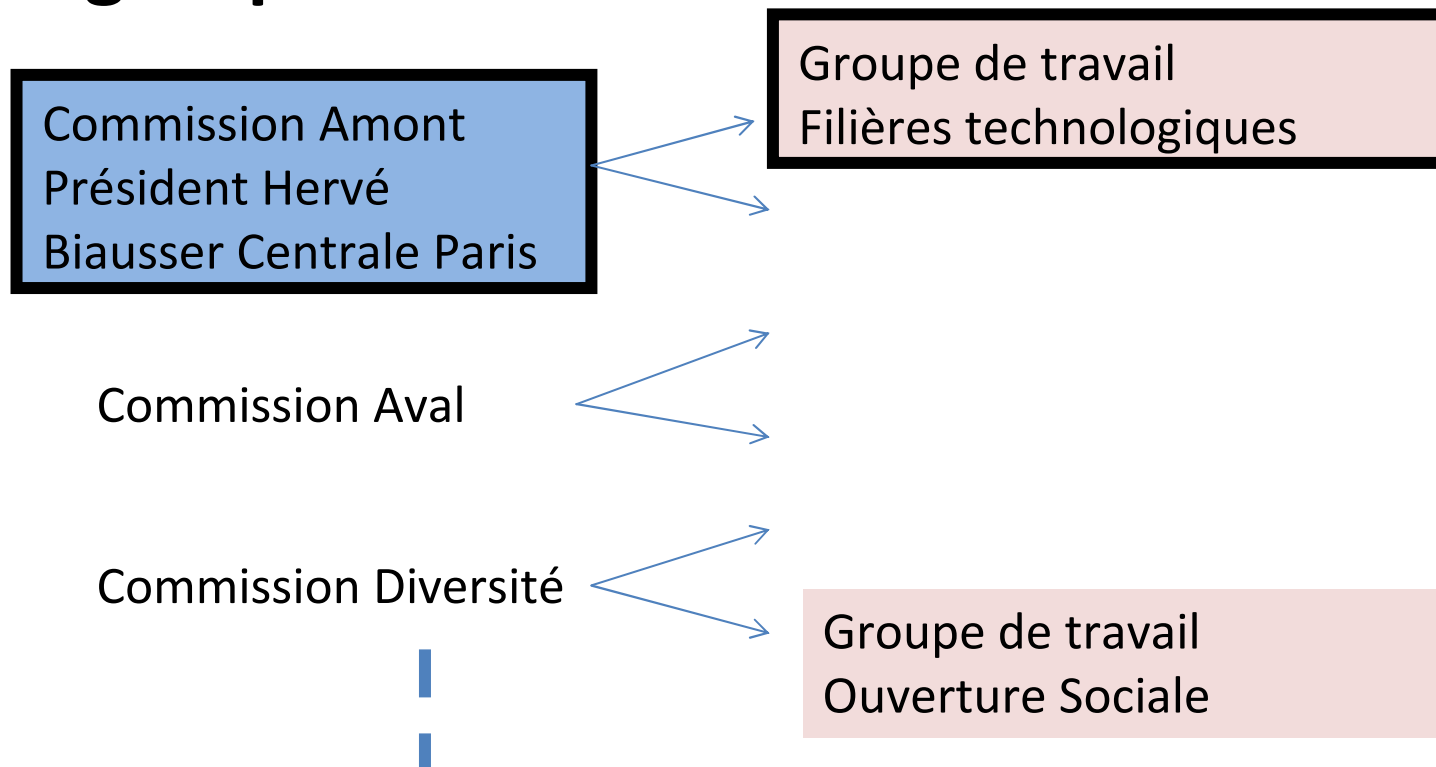 Commission Amont
Président Hervé
Biausser Centrale Paris
Groupe de travail
Filières technologiques
Commission Aval
Commission Diversité
Groupe de travail
Ouverture Sociale